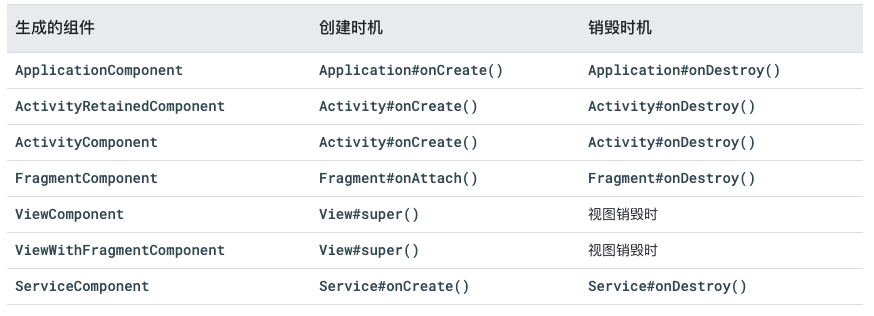 生成的组件 创建时机 销毁时机
ApplicationComponent Application#onCreate() Application#onDestroy()
ActivityRetainedComponent Activity#onCreate() Activity#onDestroy()
ActivityComponent Activity#onCreate() Activity#onDestroy()
FragmentComponent Fragment#onAttach() Fragment#onDestroy()
ViewComponent View#super() 视图销毁时
ViewWithFragmentComponent View#super() 视图销毁时
ServiceComponent Service#onCreate() Service#onDestroy()